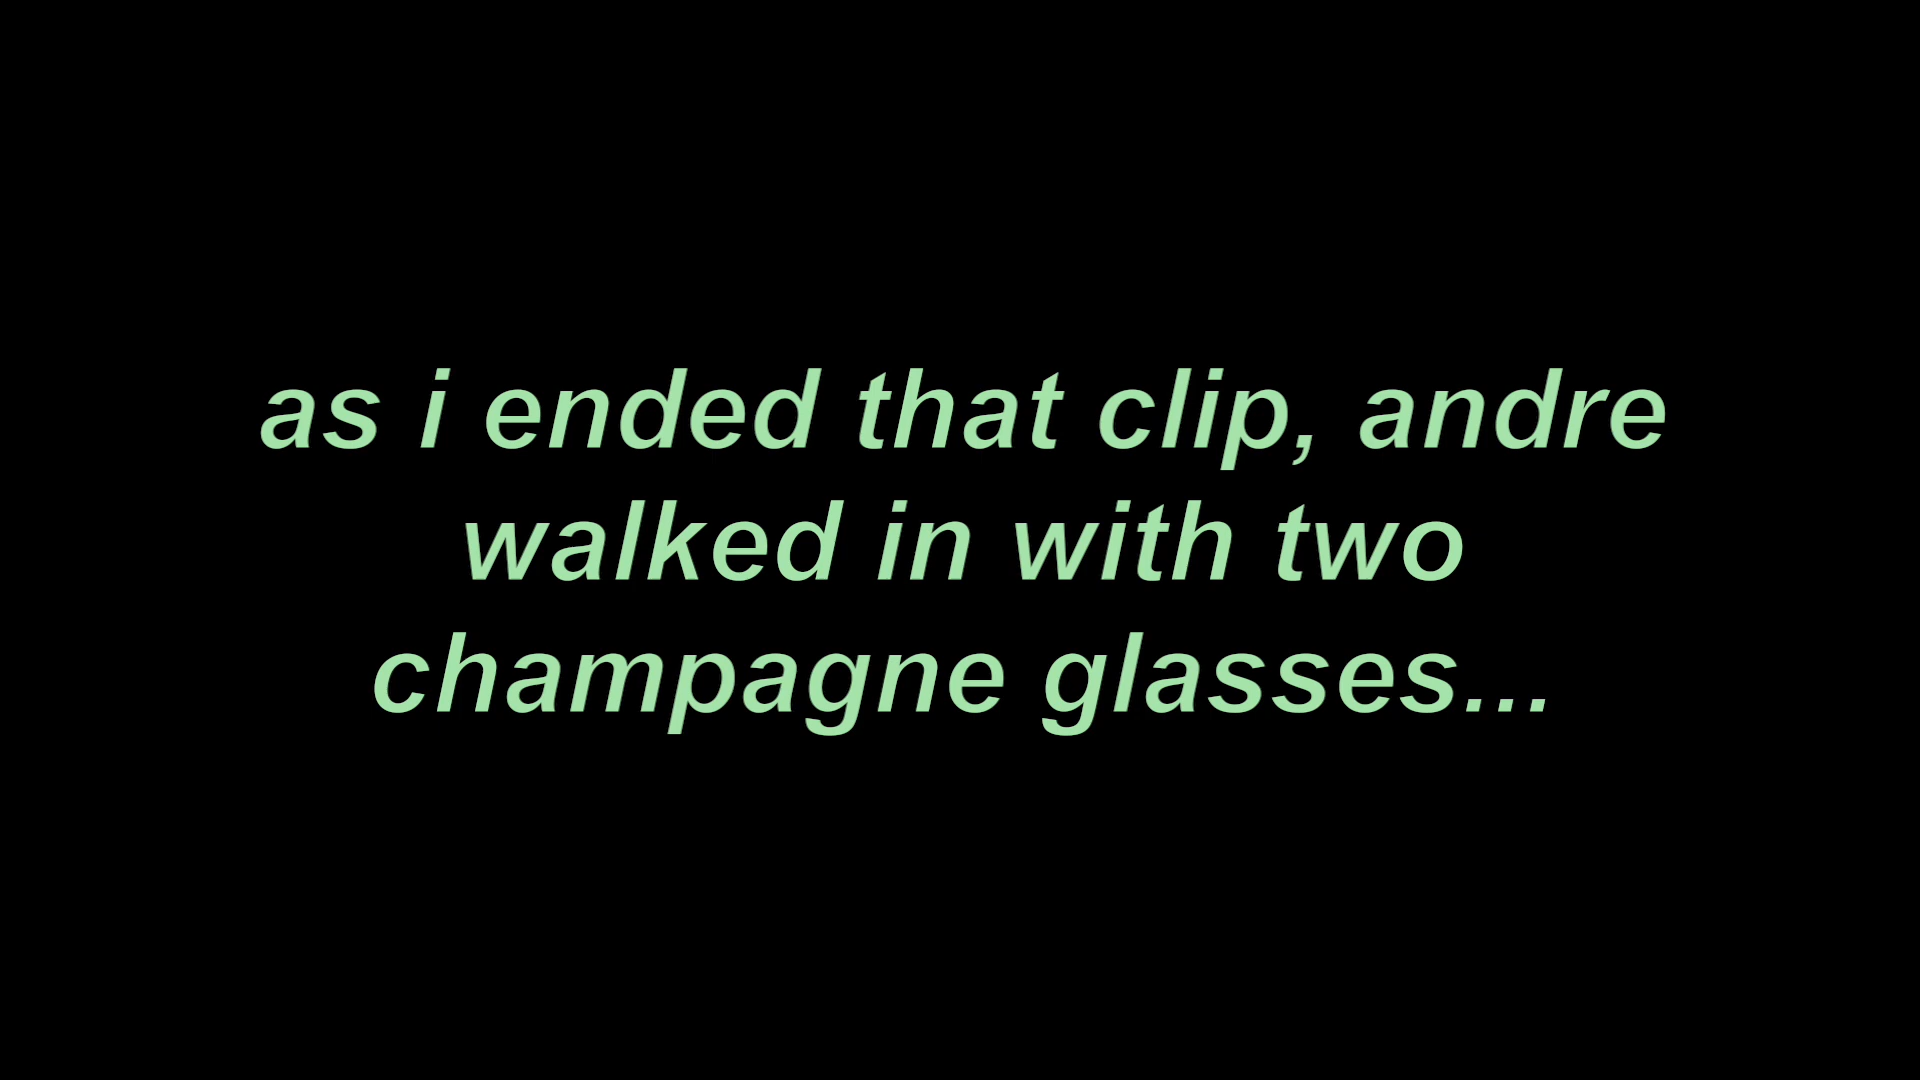 as i ended that clip, andre
walked in with two
champagne glasses...